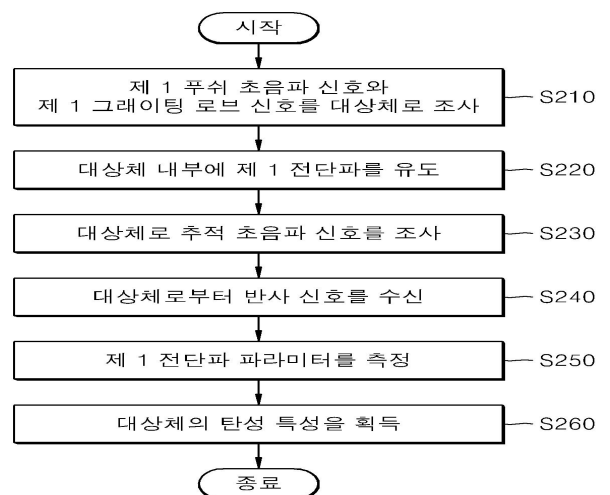 시작
제 1 푸쉬 초음파 신호와
제 1 그래이팅 로브 신호를 대상체로 조사
S210
대상체 내부에 제 1 전단파를 유도
S220
대상체로 추적 초음파 신호를 조사
S230
대상체로부터 반사 신호를 수신
S240
제 1 전단파 파라미터를 측정
S250
대상체의 탄성 특성을 획득
S260
종료